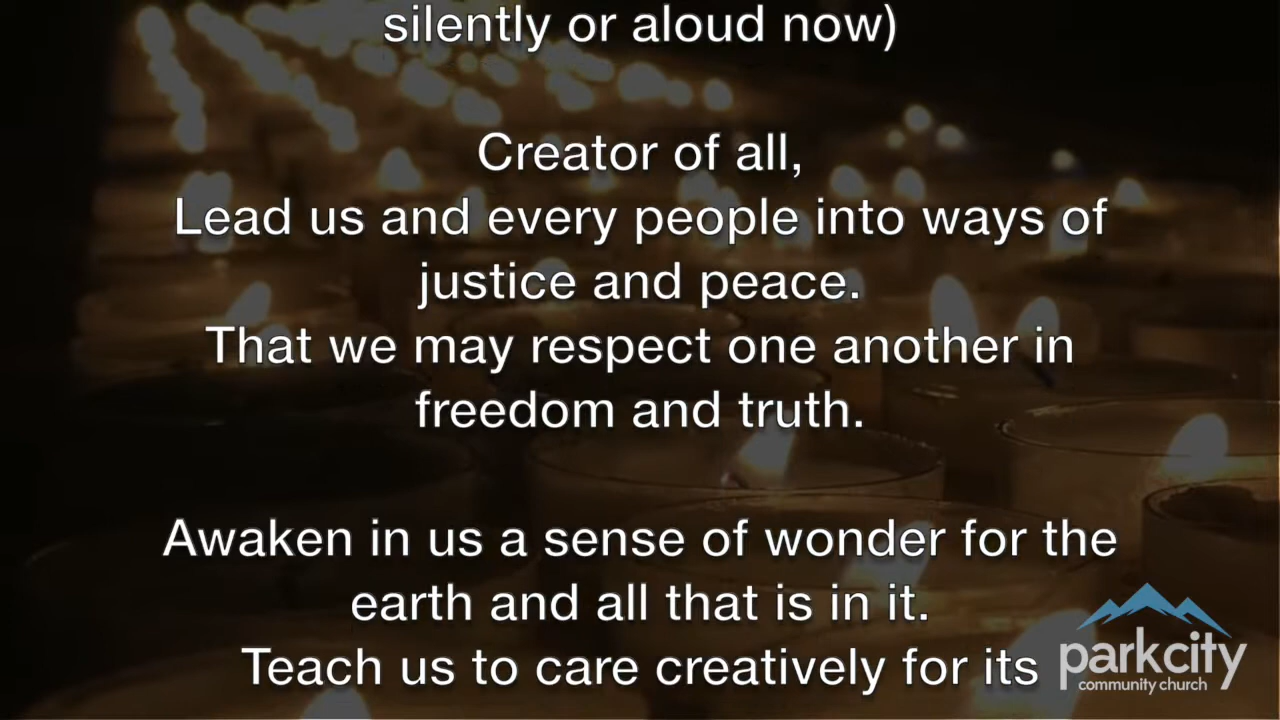 silently or aloud now)
Creator of all,
Lead us and every people into ways of
justice and peace.
That we may respect one another in
freedom and truth.
Awaken in us a sense of wonder for the
earth and all that is in it.
Teach us to care creatively for its
parkcity
community church